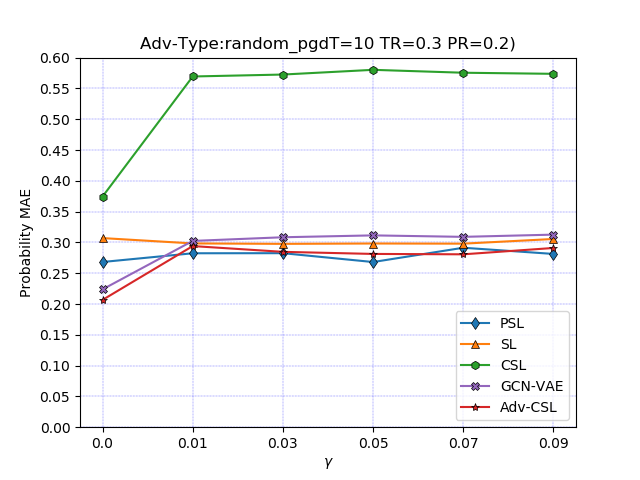 Adv-Type:random_pgdT=10 TR=0.3 PR=0.2)
0.60
0.55
0.50
0.45
0.40
0.35
0.30
0.25
0.20
0.15
0.10
0.05
0.00
Probability MAE
0.0 0.01 0.03 0.05 0.07 0.09
γ
PSL
SL
CSL
GCN-VAE
Adv-CSL